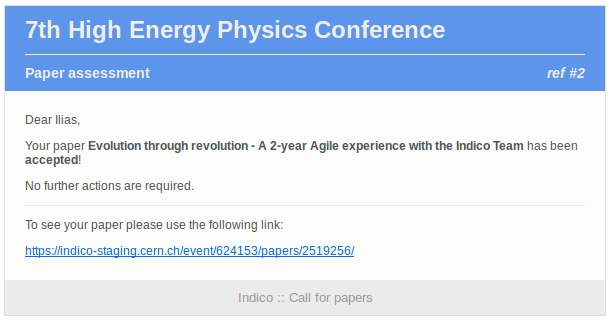 7th High Energy Physics Conference
Paper assessment ref #2
Dear Ilias,
Your paper Evolution through revolution - A 2-year Agile experience with the Indico Team has been
accepted!
No further actions are required.
To see your paper please use the following link:
https://indico-staging.cern.ch/event/624153/papers/2519256/
Indico :: Call for papers